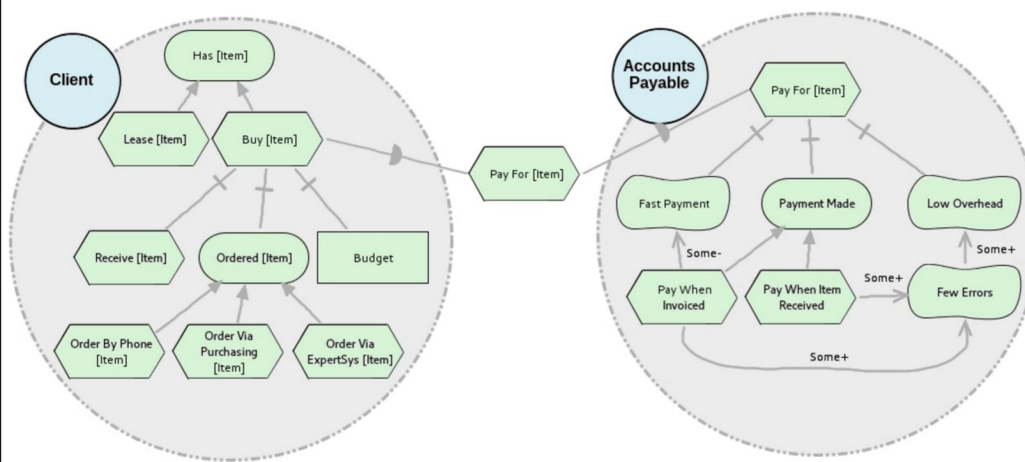 Client
Has [Item]
Lease [Item]
Buy [Item]
Receive [Item]
Ordered [Item]
Budget
Order By Phone
[Item]
Order Via
Purchasing
[Item]
Order Via
ExpertSys [Item]
Pay For [Item]
Accounts
Payable
Pay For [Item]
Fast Payment
Payment Made
Low Overhead
Some-
Some+
Pay When
Invoiced
Pay When Item
Received
Some+
Few Errors
Some+